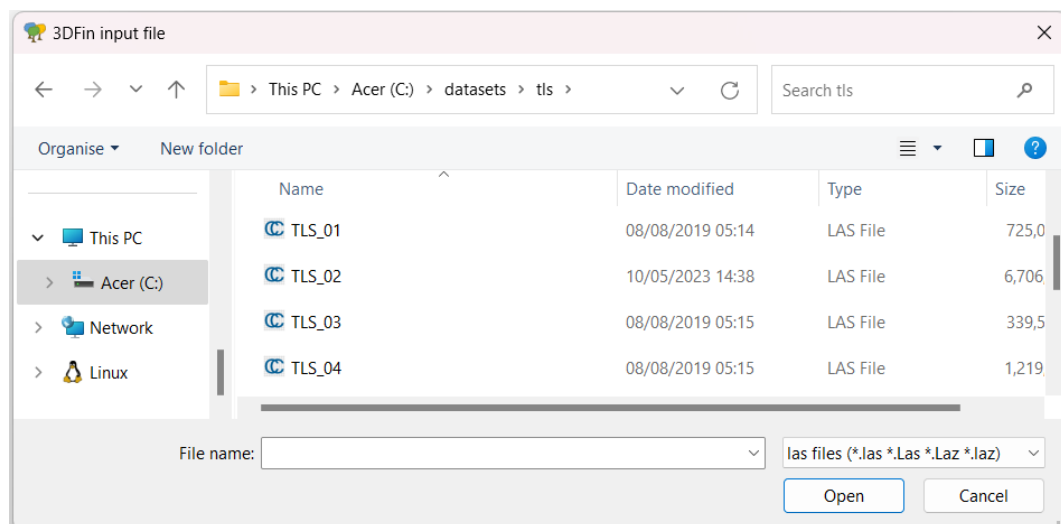 3DFin input file
This PC > Acer (C:) > datasets > tls >
Search tls
Organise
New folder
Name
Date modified
Type
Size
TLS_01
08/08/2019 05:14
LAS File
725,0
TLS_02
10/05/2023 14:38
LAS File
6,706
TLS_03
08/08/2019 05:15
LAS File
339,5
TLS_04
08/08/2019 05:15
LAS File
1,219
This PC
Acer (C:)
Network
Linux
File name:
las files (*.las *.Las *.Laz *.laz)
Open
Cancel